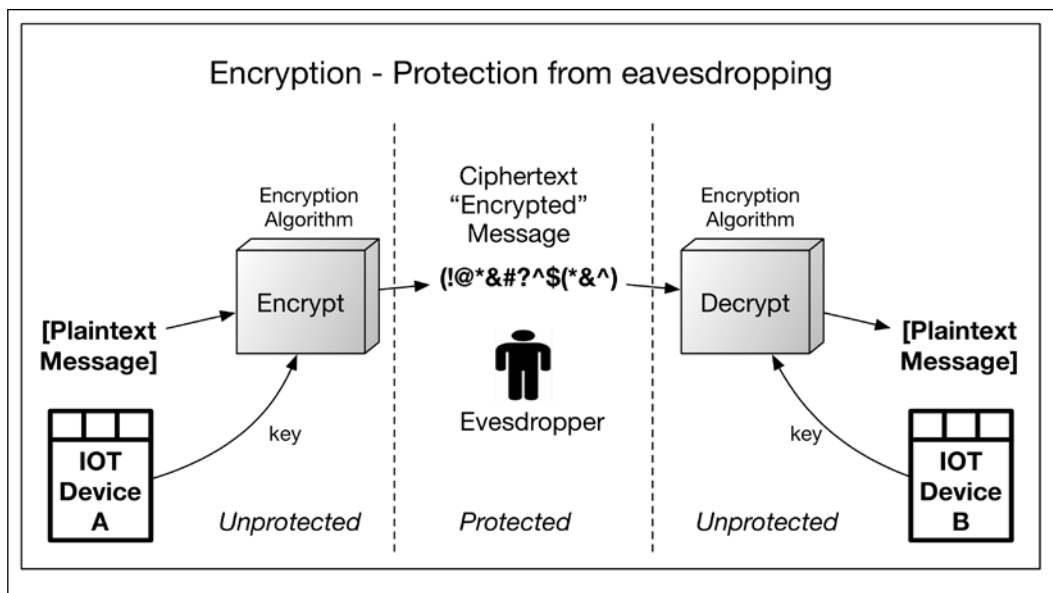 Encryption - Protection from eavesdropping
Encryption
Algorithm
Encrypt
[Plaintext
Message]
key
IOT
Device
A
Unprotected
Ciphertext
“Encrypted”
Message
(!@*&#?^$(*&^)
Evesdropper
Protected
Encryption
Algorithm
Decrypt
[Plaintext
Message]
key
IOT
Device
B
Unprotected